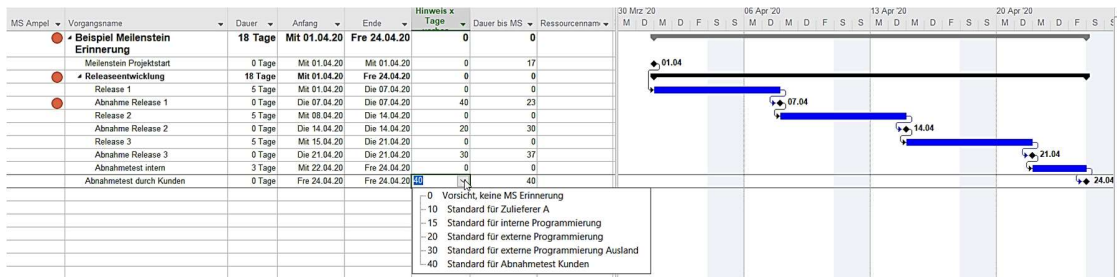 Hinweis x
Tage
MS Ampel Vorgangsname Dauer Anfang Ende Dauer bis MS Ressourcenname
30 Mrz '20 06 Apr '20 13 Apr '20 20 Apr '20
M D M D F S S M D M D F S S M D M D F S S M D M D F S S
Beispiel Meilenstein Erinnerung 18 Tage Mit 01.04.20 Fre 24.04.20 0 0
Meilenstein Projektstart 0 Tage Mit 01.04.20 Mit 01.04.20 0 17 01.04
Releaseentwicklung 18 Tage Mit 01.04.20 Fre 24.04.20 0 0
Release 1 5 Tage Mit 01.04.20 Die 07.04.20 0 0
Abnahme Release 1 0 Tage Die 07.04.20 Die 07.04.20 40 23 07.04
Release 2 5 Tage Mit 08.04.20 Die 14.04.20 0 0
Abnahme Release 2 0 Tage Die 14.04.20 Die 14.04.20 20 30 14.04
Release 3 5 Tage Mit 15.04.20 Die 21.04.20 0 0
Abnahme Release 3 0 Tage Die 21.04.20 Die 21.04.20 30 37 21.04
Abnahmetest intern 3 Tage Mit 22.04.20 Fre 24.04.20 0 0
Abnahmetest durch Kunden 0 Tage Fre 24.04.20 Fre 24.04.20 40 40 24.04
0 Vorsicht, keine MS Erinnerung
10 Standard für Zulieferer A
15 Standard für interne Programmierung
20 Standard für externe Programmierung
30 Standard für externe Programmierung Ausland
40 Standard für Abnahmetest Kunden